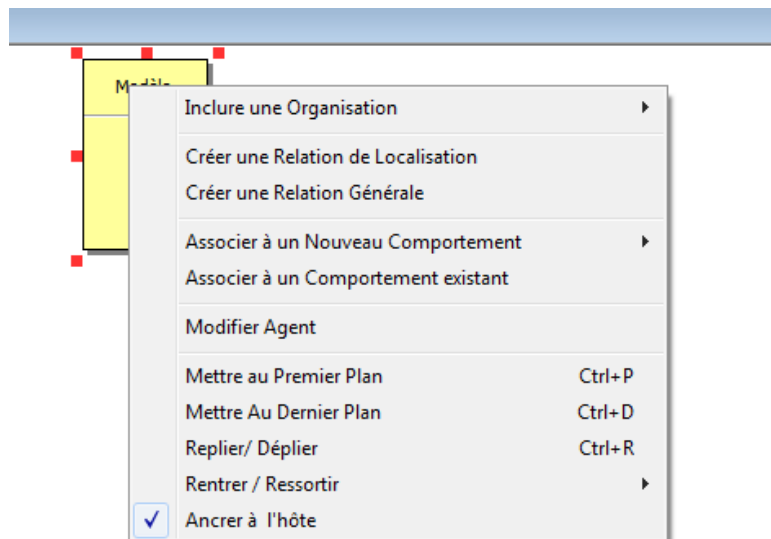 Modèle
Inclure une Organisation
Créer une Relation de Localisation
Créer une Relation Générale
Associer à un Nouveau Comportement
Associer à un Comportement existant
Modifier Agent
Mettre au Premier Plan Ctrl+P
Mettre Au Dernier Plan Ctrl+D
Replier/ Déplier Ctrl+R
Rentrer / Ressortir
Ancrer à l'hôte